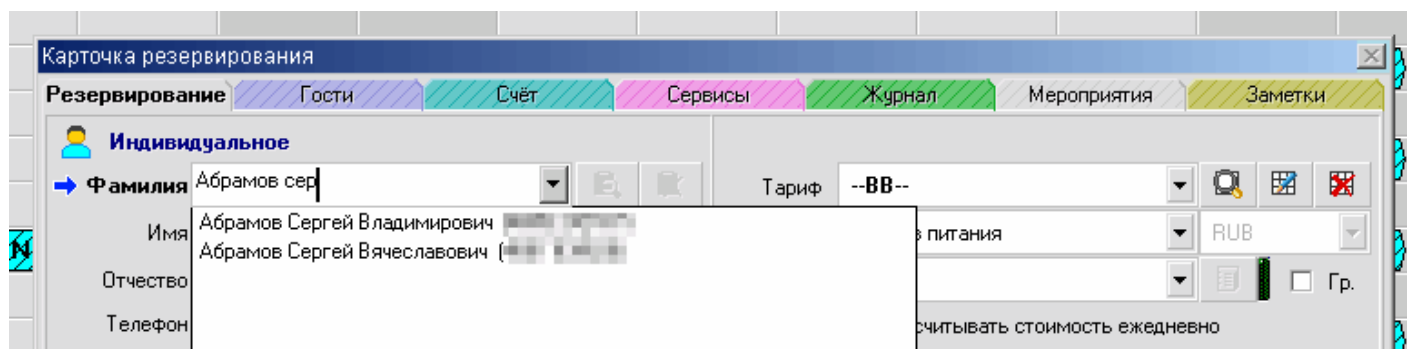 Карточка резервирования
Резервирование Гости Счёт Сервисы Журнал Мероприятия Заметки
Индивидуальное
Фамилия Абрамов сер Тариф --BB--
Абрамов Сергей Владимирович
Имя питания RUB
Абрамов Сергей Вячеславович (
Отчество Гр.
Телефон считывать стоимость ежедневно
N